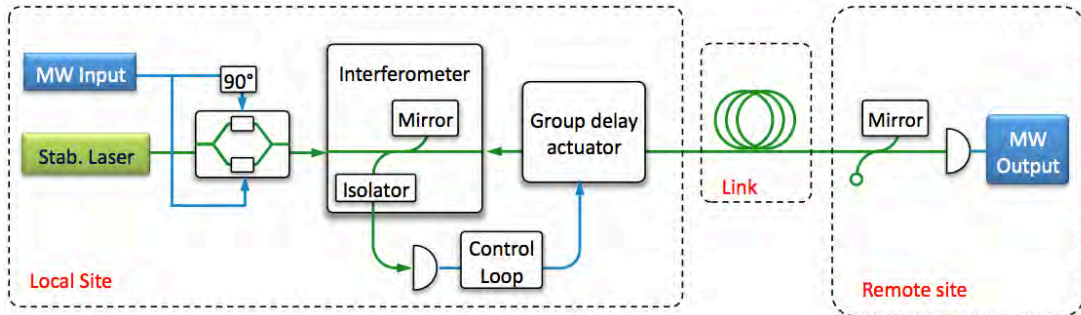 MW Input
90°
Stab. Laser
Interferometer
Mirror
Isolator
Group delay
actuator
Control
Loop
Local Site
Link
Mirror
MW
Output
Remote site